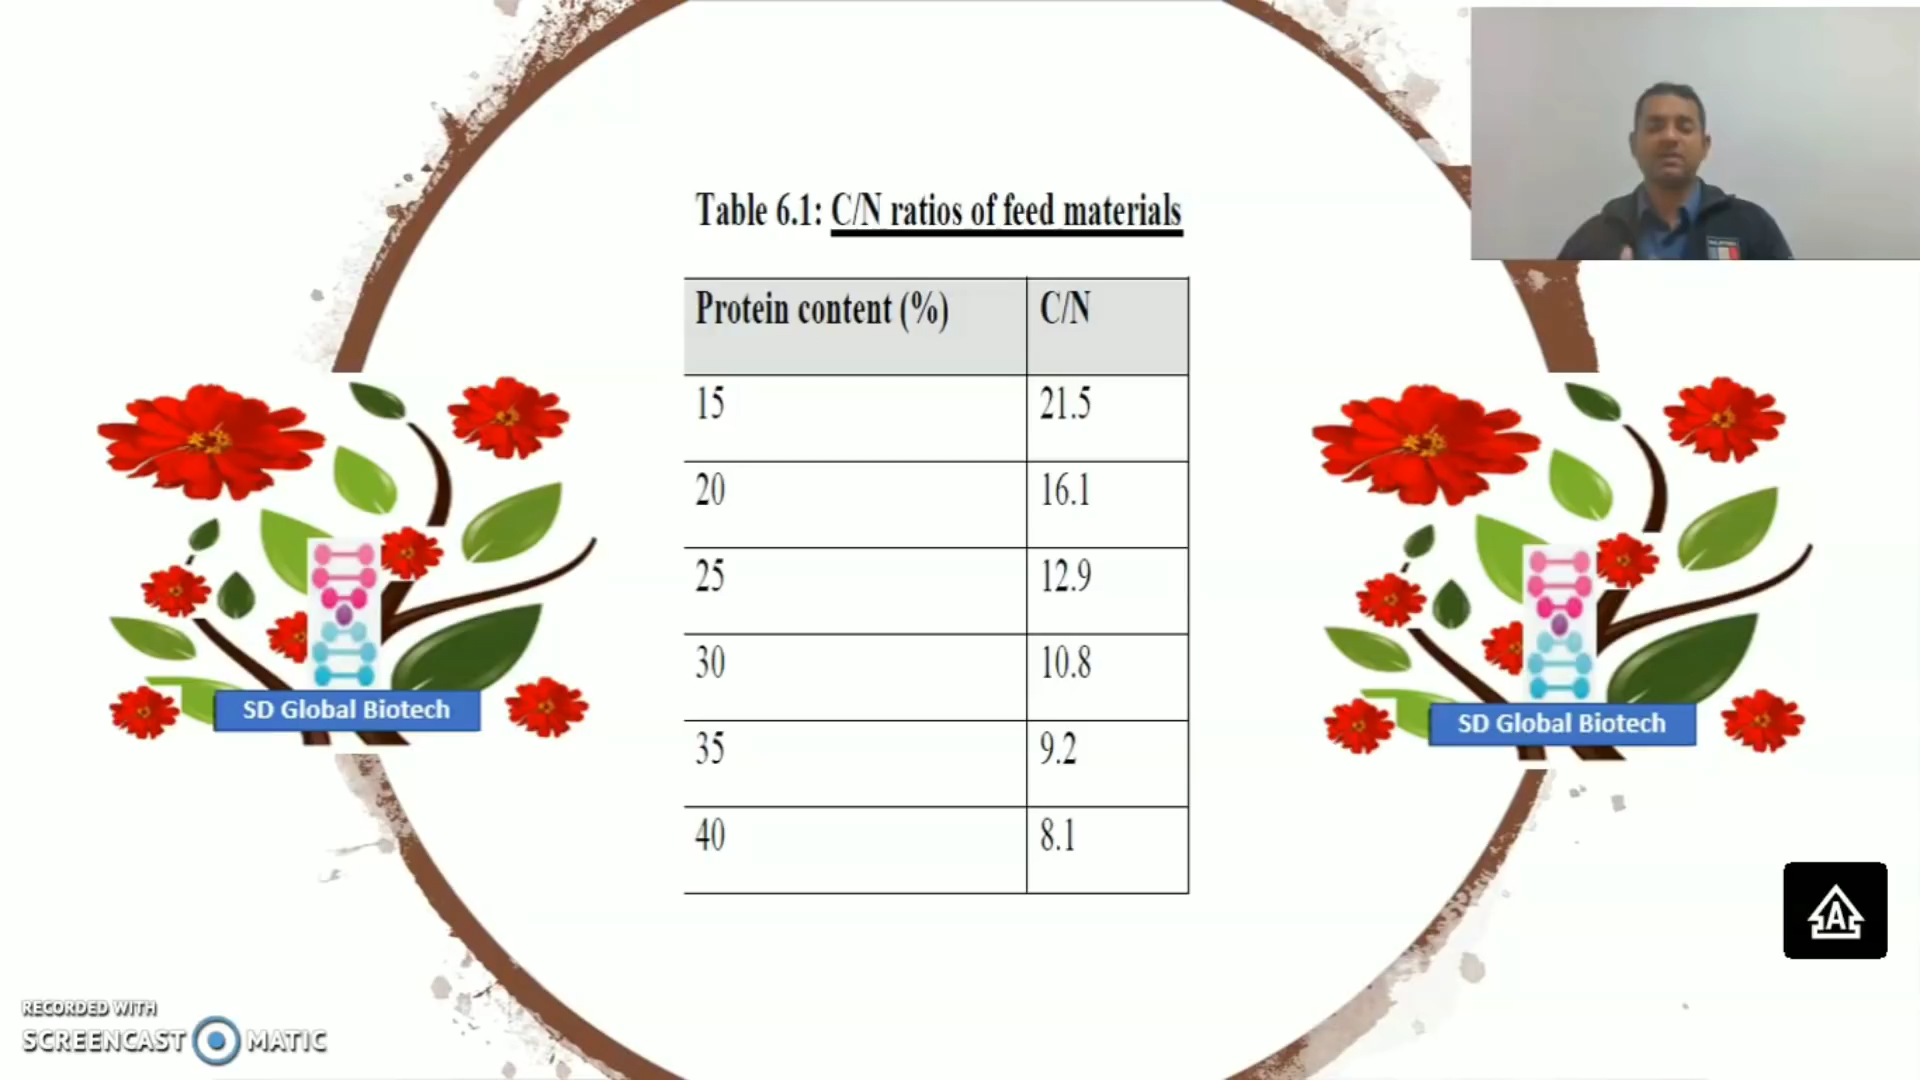 Table 6.1: C/N ratios of feed materials
Protein content (%) C/N
15 21.5
20 16.1
25 12.9
30 10.8
35 9.2
40 8.1
SD Global Biotech
SD Global Biotech
A
RECORDED WITH
SCREENCAST MATIC